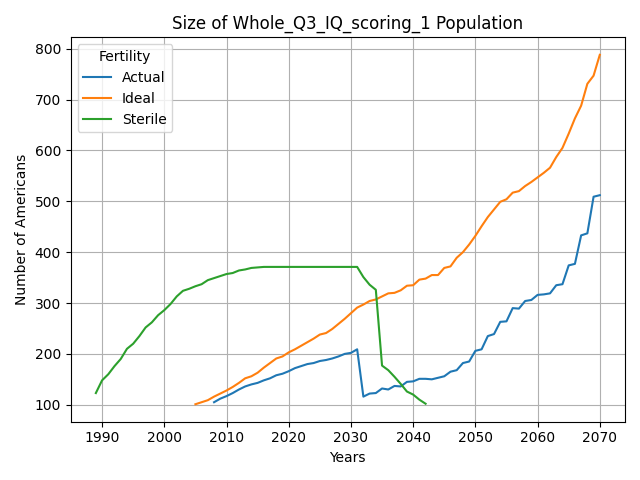 Size of Whole_Q3_IQ_scoring_1 Population
Fertility
Actual
Ideal
Sterile
Number of Americans
800
700
600
500
400
300
200
100
1990 2000 2010 2020 2030 2040 2050 2060 2070
Years